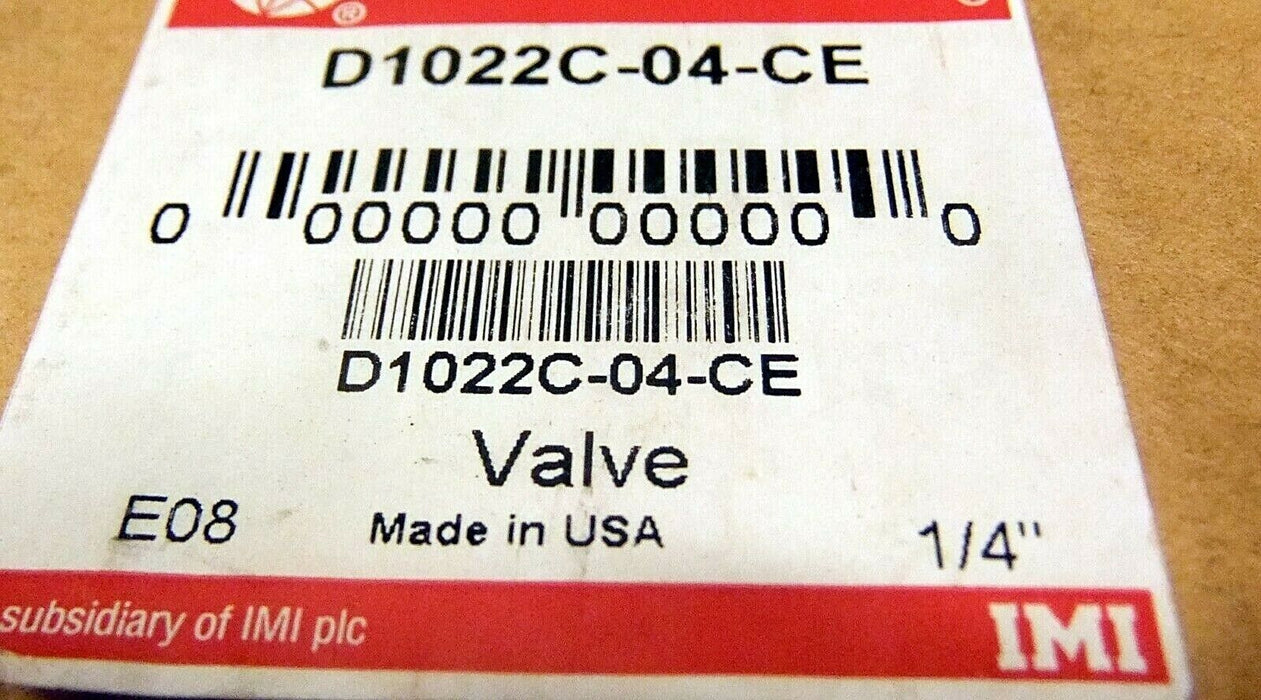 ®
D1022C-04-CE
0 00000 00000 0
D1022C-04-CE
Valve
E08 Made in USA 1/4"
subsidiary of IMI plc IMI